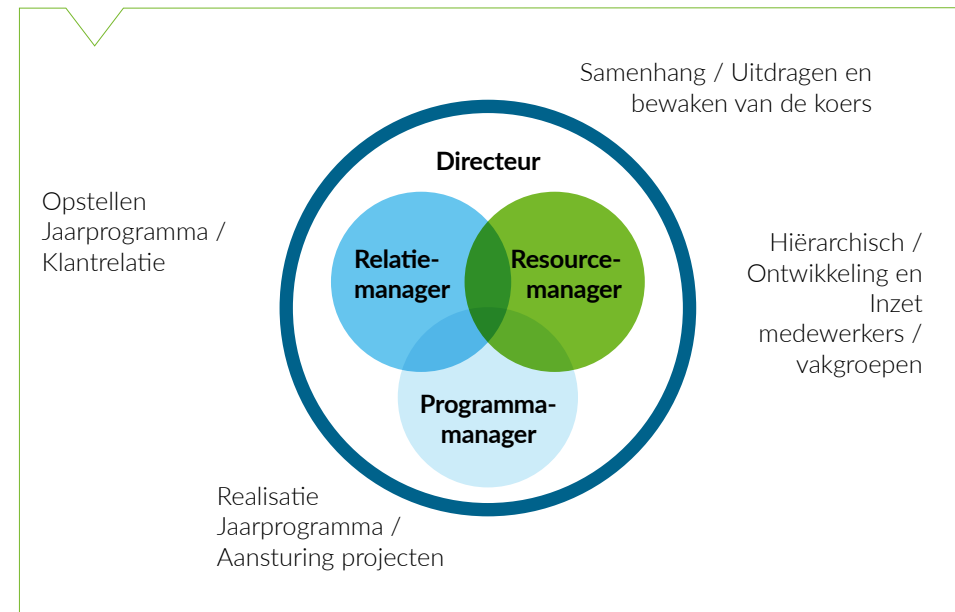 Samenhang / Uitdragen en
bewaken van de koers
Directeur
Opstellen
Jaarprogramma /
Klantrelatie
Relatie-
manager
Resource-
manager
Hiërarchisch /
Ontwikkeling en
Inzet
medewerkers /
vakgroepen
Programma-
manager
Realisatie
Jaarprogramma /
Aansturing projecten